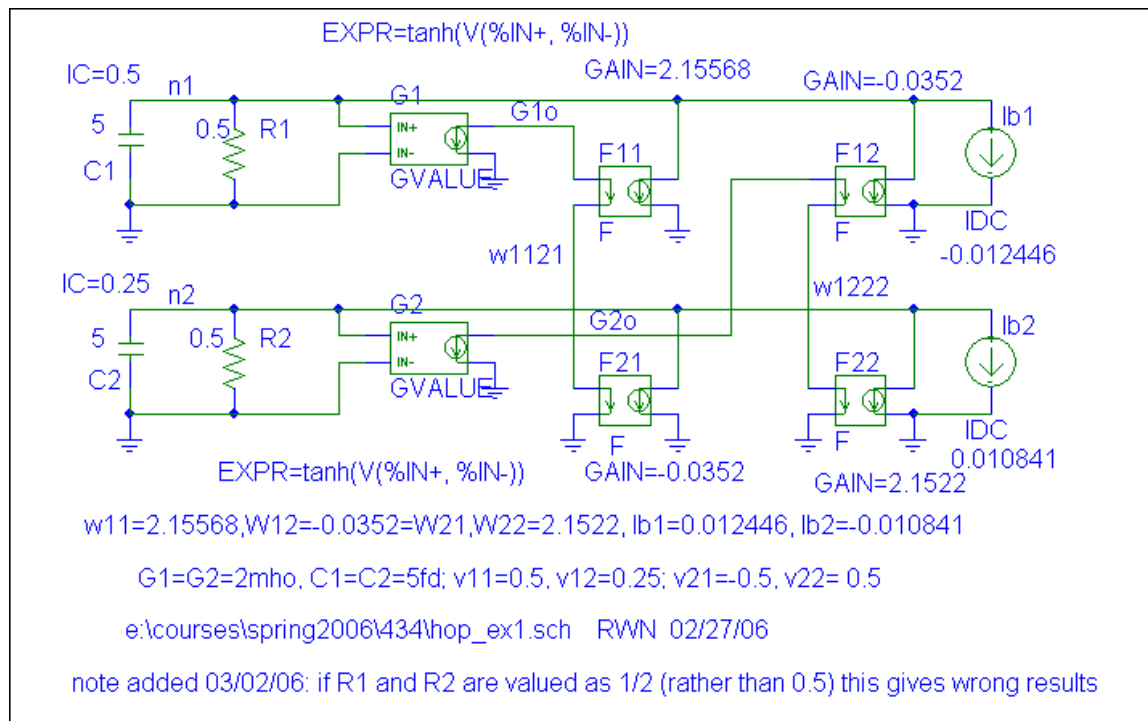 EXPR=tanh(V(%IN+, %IN-))
IC=0.5
n1
GAIN=2.15568
GAIN=-0.0352
G1
G1o
Ib1
5
0.5
R1
IN+
IN-
F11
F12
C1
GVALUE
F
F
IDC
-0.012446
w1121
w1222
IC=0.25
n2
G2
G2o
Ib2
5
0.5
R2
IN+
IN-
F21
F22
C2
GVALUE
F
F
IDC
0.010841
EXPR=tanh(V(%IN+, %IN-))
GAIN=-0.0352
GAIN=2.1522
w11=2.15568,W12=-0.0352=W21,W22=2.1522, Ib1=0.012446, Ib2=-0.010841
G1=G2=2mho, C1=C2=5fd; v11=0.5, v12=0.25; v21=-0.5, v22= 0.5
e:\courses\spring2006\434\hop_ex1.sch RWN 02/27/06
note added 03/02/06: if R1 and R2 are valued as 1/2 (rather than 0.5) this gives wrong results